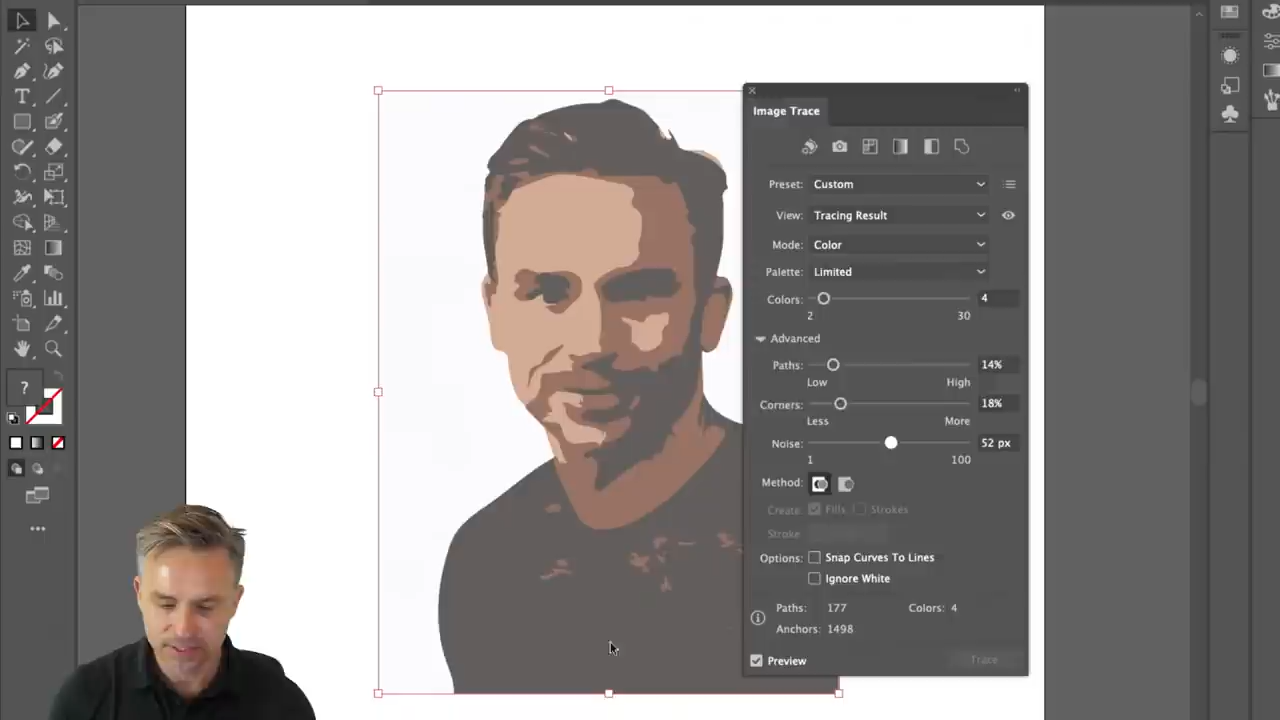 Image Trace
Preset: Custom
View: Tracing Result
Mode: Color
Palette: Limited
Colors: 4
2 30
Advanced
Paths: 14%
Low High
Corners: 18%
Less More
Noise: 52 px
1 100
Method:
Create: Fills Strokes
Stroke
Options: Snap Curves To Lines
Ignore White
Paths: 177 Colors: 4
Anchors: 1498
Preview Trace
?